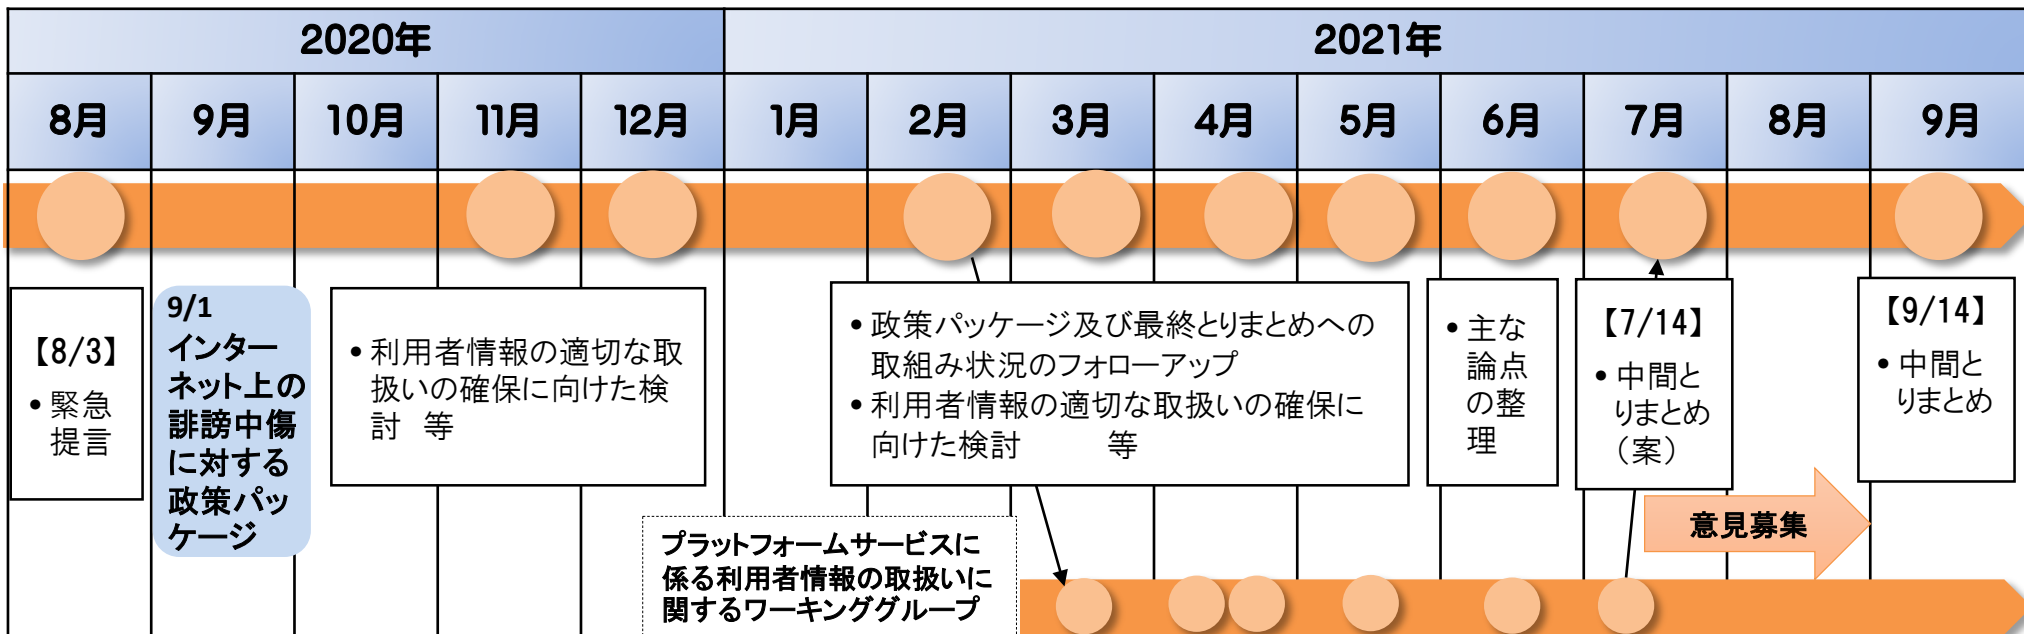 2020年
2021年
8月
9月
10月
11月
12月
1月
2月
3月
4月
5月
6月
7月
8月
9月
【8/3】
• 緊急
提言
9/1
インター
ネット上の
誹謗中傷
に対する
政策パッ
ケージ
• 利用者情報の適切な取
扱いの確保に向けた検
討 等
• 政策パッケージ及び最終とりまとめへの
取組み状況のフォローアップ
• 利用者情報の適切な取扱いの確保に
向けた検討 等
• 主な
論点
の整
理
【7/14】
• 中間と
りまとめ
（案）
【9/14】
• 中間と
りまとめ
意見募集
プラットフォームサービスに
係る利用者情報の取扱いに
関するワーキンググループ